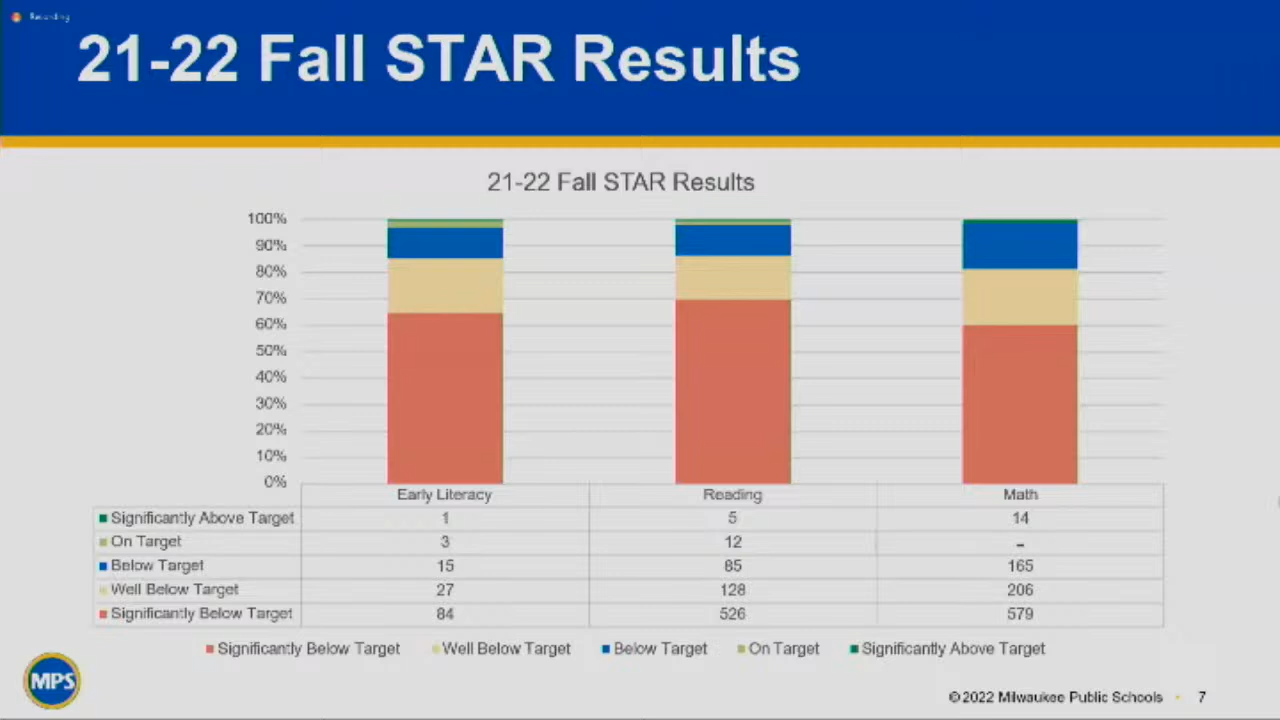 Recording
21-22 Fall STAR Results
21-22 Fall STAR Results
100%
90%
80%
70%
60%
50%
40%
30%
20%
10%
0%
Early Literacy Reading Math
Significantly Above Target 1 5 14
On Target 3 12 -
Below Target 15 85 165
Well Below Target 27 128 206
Significantly Below Target 84 526 579
Significantly Below Target Well Below Target Below Target On Target Significantly Above Target
MPS
©2022 Milwaukee Public Schools • 7